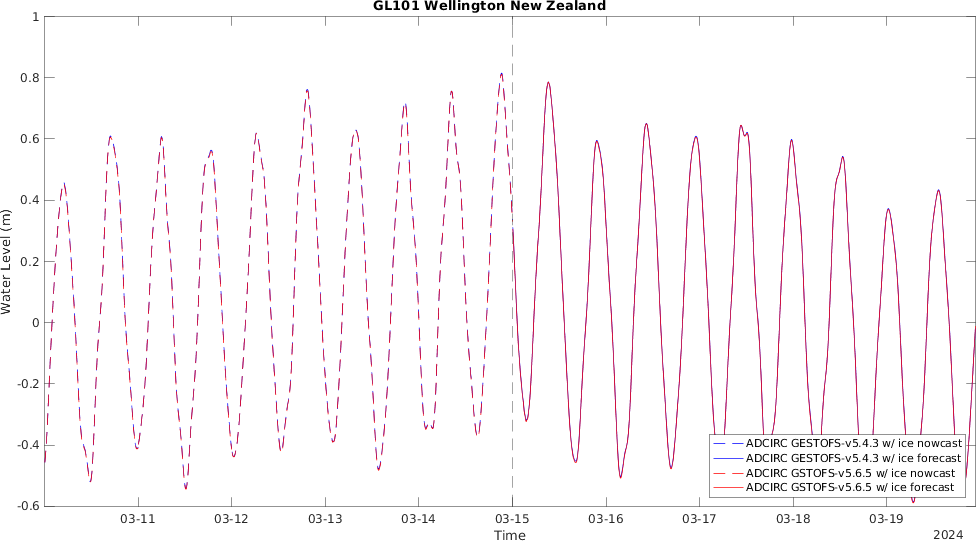 GL101 Wellington New Zealand
1
0.8
0.6
0.4
0.2
0
-0.2
-0.4
-0.6
Water Level (m)
ADCIRC GESTOFS-v5.4.3 w/ ice nowcast
ADCIRC GESTOFS-v5.4.3 w/ ice forecast
ADCIRC GSTOFS-v5.6.5 w/ ice nowcast
ADCIRC GSTOFS-v5.6.5 w/ ice forecast
03-11 03-12 03-13 03-14 03-15 03-16 03-17 03-18 03-19
Time
2024